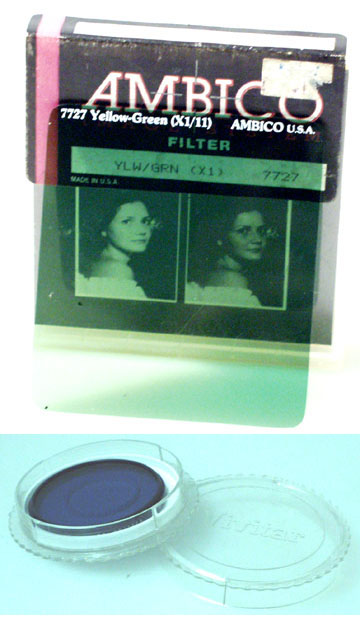 AMBICO
7727 Yellow-Green (X1/11) AMBICO U.S.A.
FILTER
YLW/GRN (X1) 7727
MADE IN U.S.A.
Vivitar